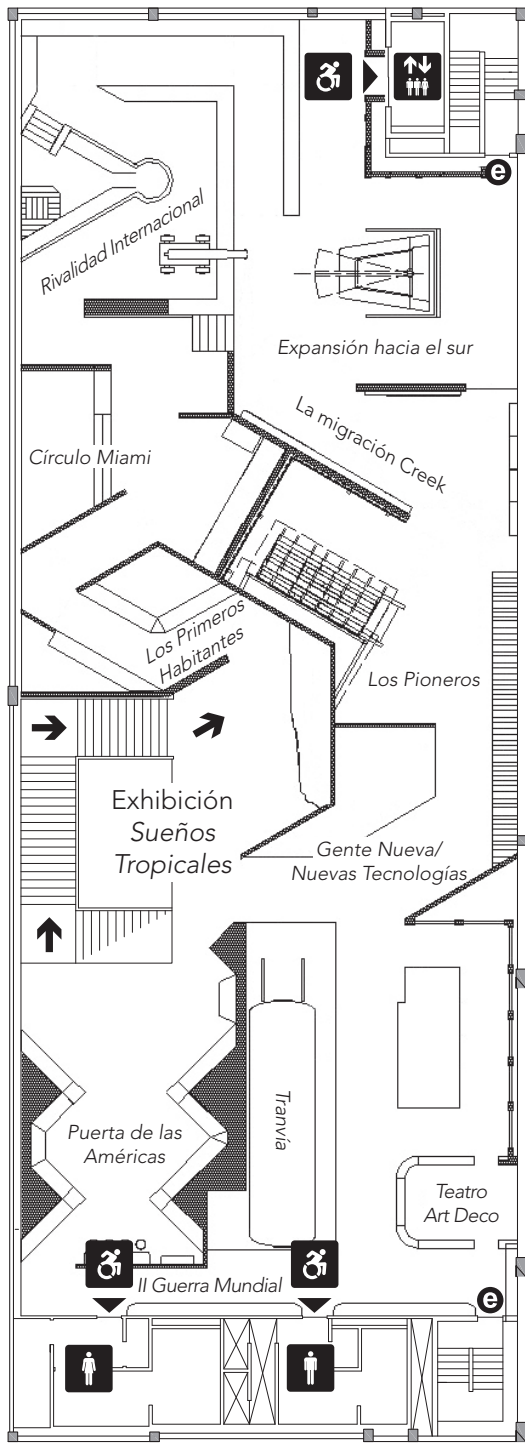 e
Rivalidad Internacional
Expansión hacia el sur
La migración Creek
Círculo Miami
Los Primeros
Habitantes
Los Pioneros
Exhibición
Sueños
Tropicales
Gente Nueva/
Nuevas Tecnologías
Tranvía
Puerta de las
Américas
Teatro
Art Deco
II Guerra Mundial
e